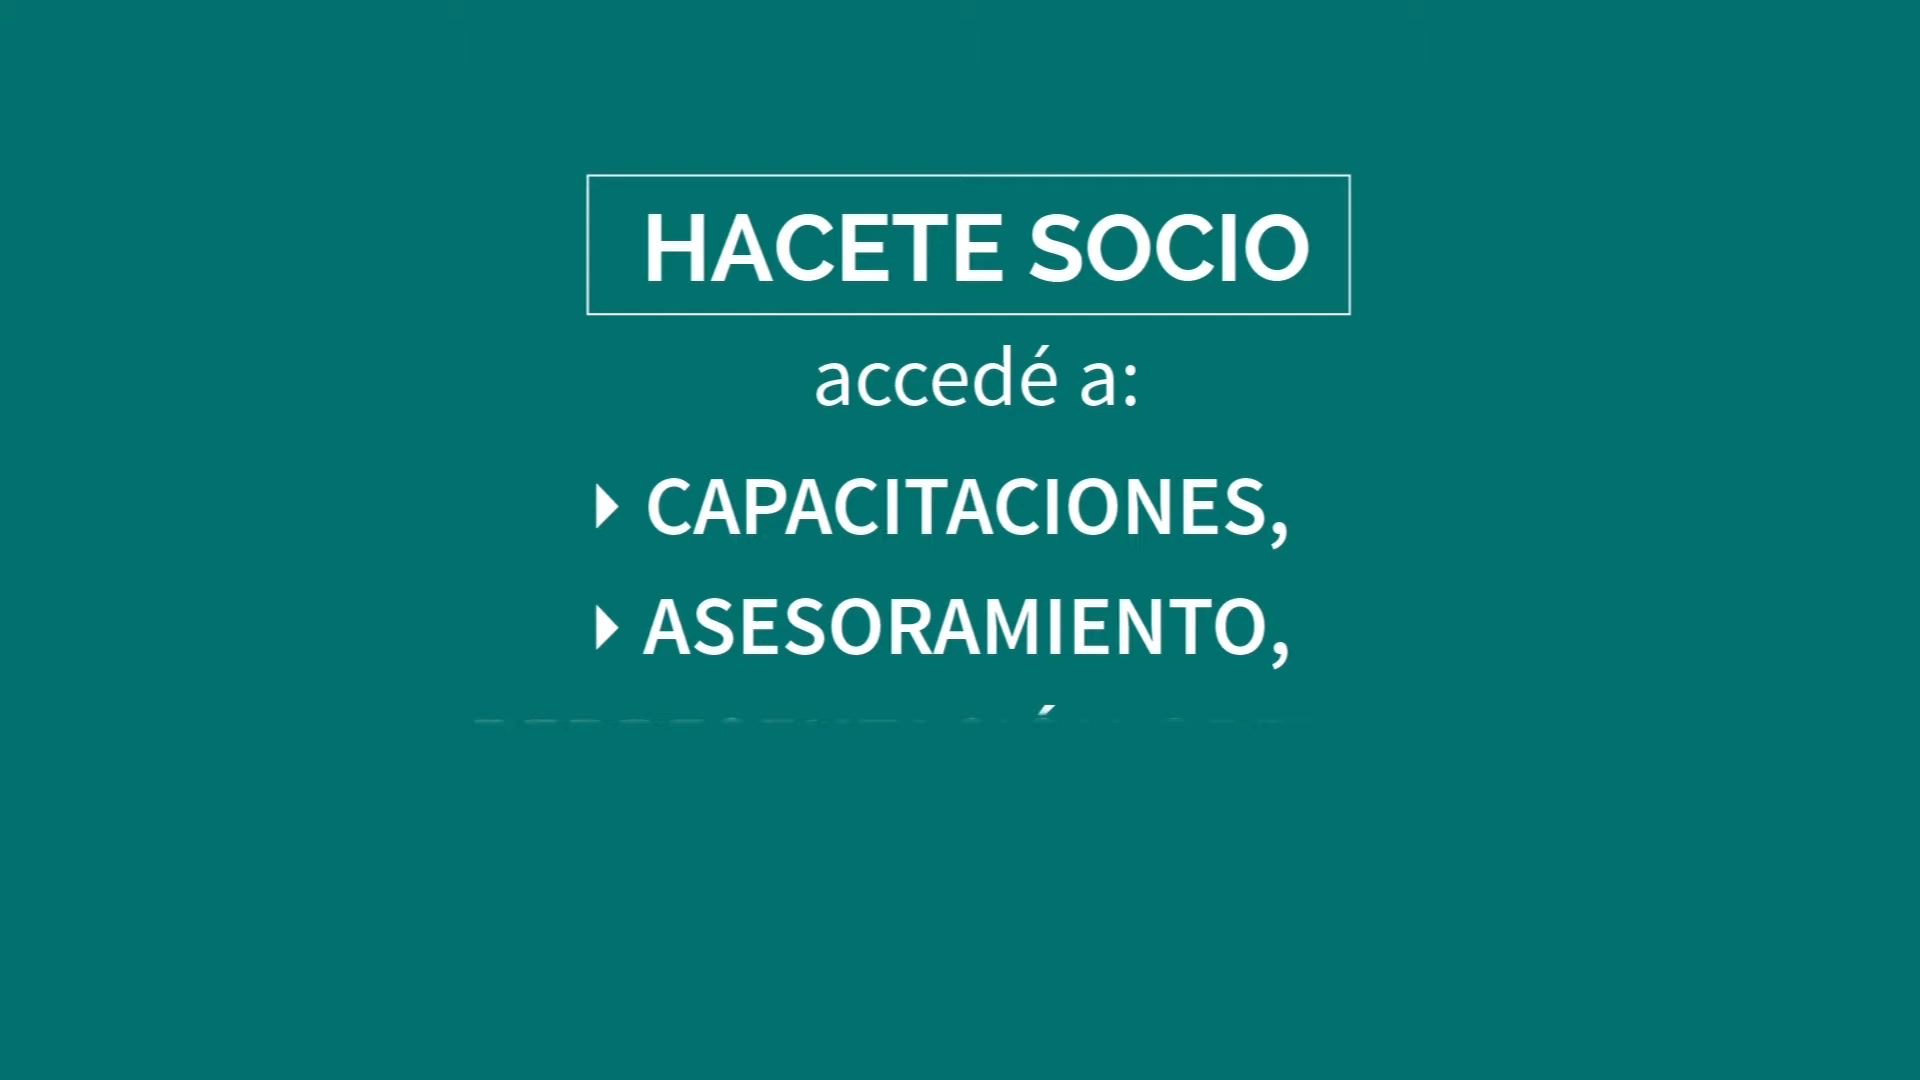 HACETE SOCIO
accedé a:
CAPACITACIONES,
ASESORAMIENTO,